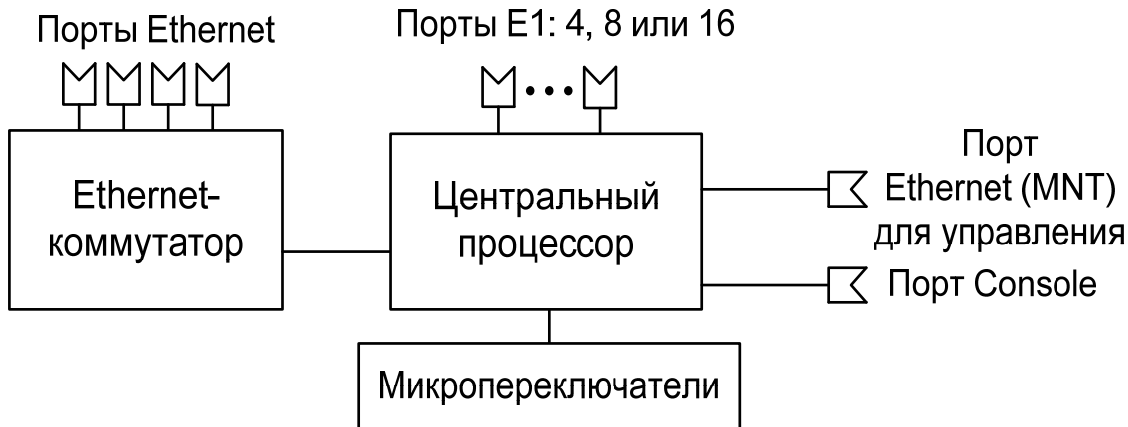 Порты Ethernet
Порты E1: 4, 8 или 16
Ethernet-
коммутатор
Центральный
процессор
Порт
Ethernet (MNT)
для управления
Порт Console
Микропереключатели